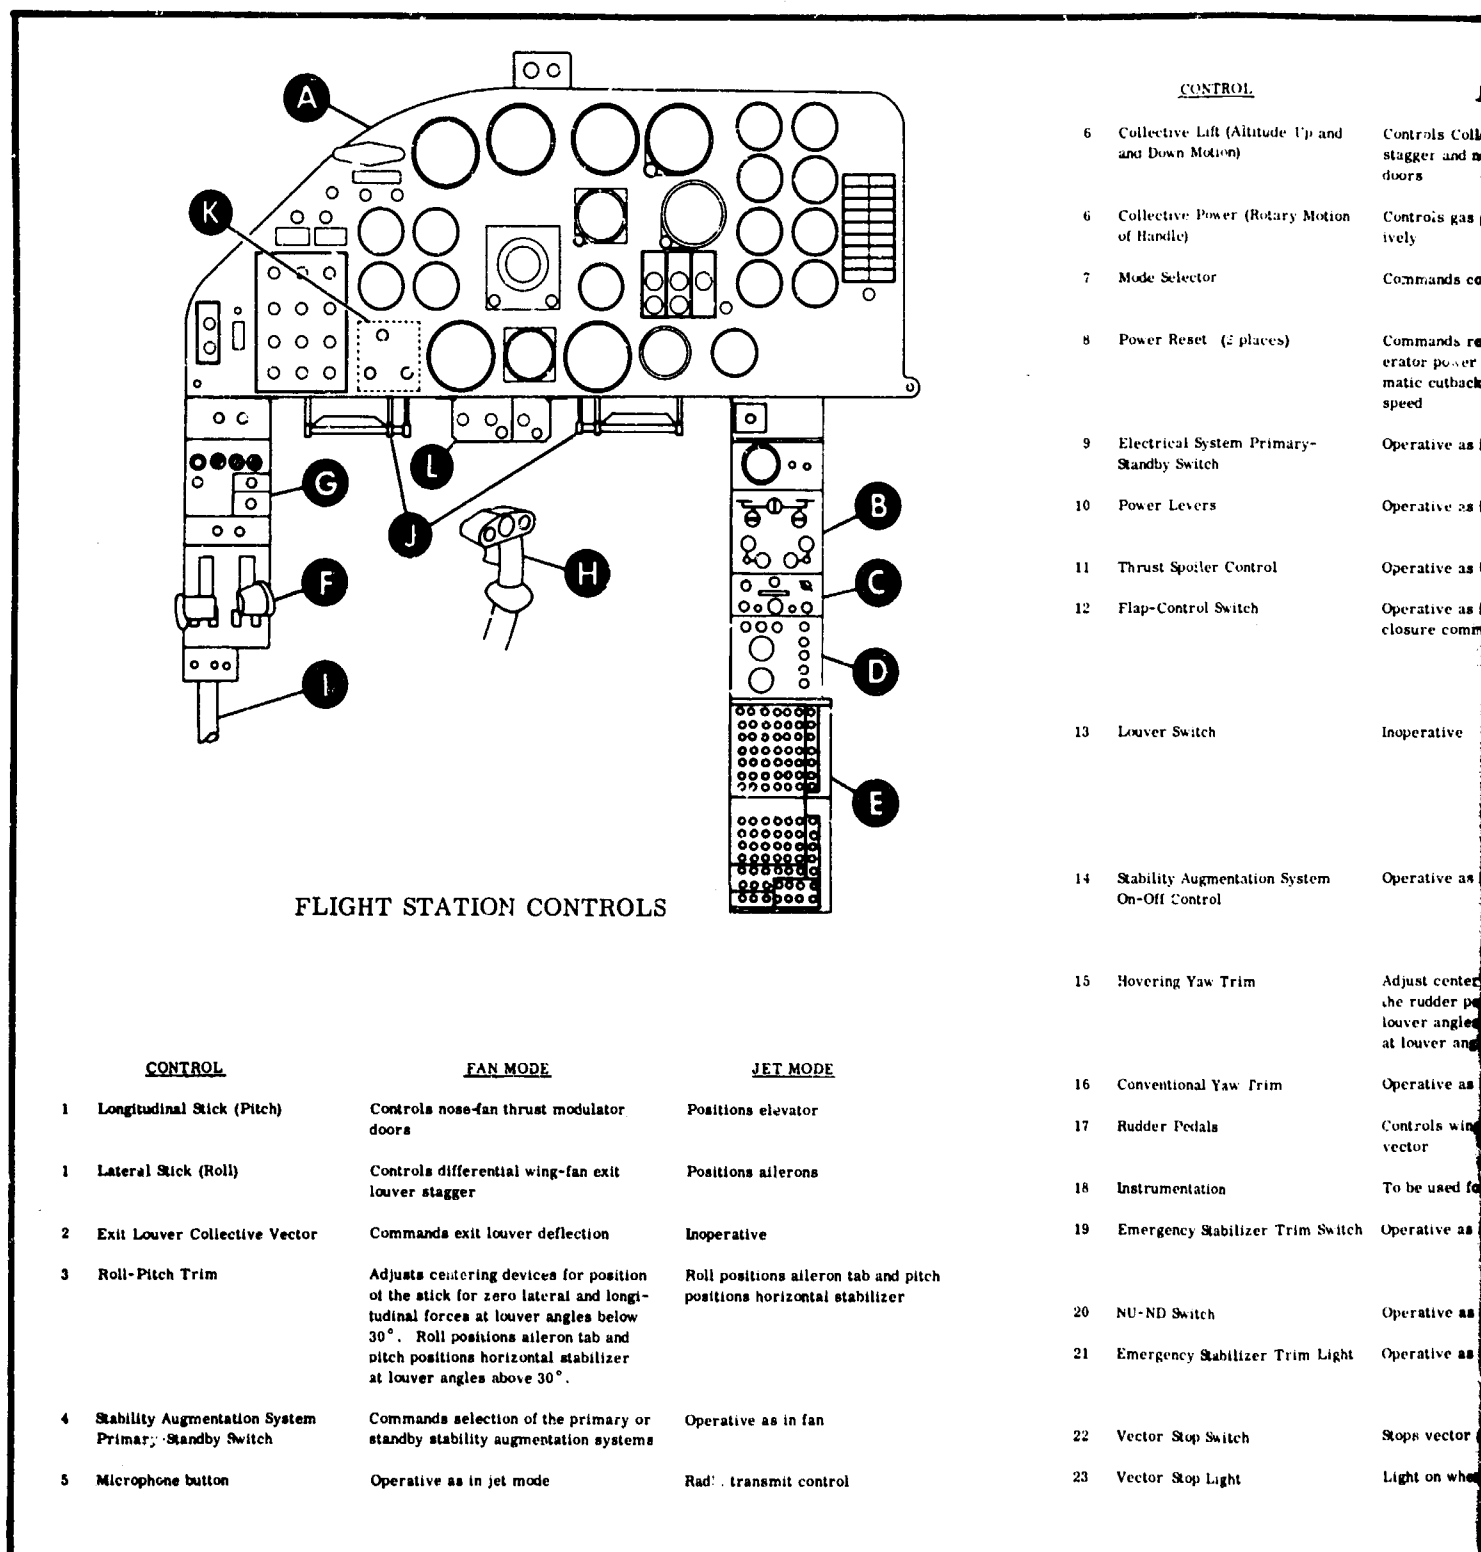 A
K
G
L
J
F
H
I
B
C
D
E
FLIGHT STATION CONTROLS
CONTROL FAN MODE JET MODE
1 Longitudinal Stick (Pitch) Controls nose-fan thrust modulator Positions elevator
doors
1 Lateral Stick (Roll) Controls differential wing-fan exit Positions ailerons
louver stagger
2 Exit Louver Collective Vector Commands exit louver deflection Inoperative
3 Roll-Pitch Trim Adjusts centering devices for position Roll positions aileron tab and pitch
of the stick for zero lateral and longi- positions horizontal stabilizer
tudinal forces at louver angles below
30°. Roll positions aileron tab and
pitch positions horizontal stabilizer
at louver angles above 30°.
4 Stability Augmentation System Commands selection of the primary or Operative as in fan
Primary-Standby Switch standby stability augmentation systems
5 Microphone button Operative as in jet mode transmit control
CONTROL
6 Collective Lift (Altitude Up and Controls
and Down Motion) stagger and
doors
6 Collective Power (Rotary Motion Controls gas
of Handle) ively
7 Mode Selector Commands
8 Power Reset (2 places) Commands
erator power
matic cutback
speed
9 Electrical System Primary- Operative as
Standby Switch
10 Power Levers Operative as
11 Thrust Spoiler Control Operative as
12 Flap-Control Switch Operative as
closure
13 Louver Switch Inoperative
14 Stability Augmentation System Operative as
On-Off Control
15 Hovering Yaw Trim Adjust
the rudder
louver
at louver
16 Conventional Yaw Trim Operative as
17 Rudder Pedals Controls
vector
18 Instrumentation To be used
19 Emergency Stabilizer Trim Switch Operative as
20 NU-ND Switch Operative as
21 Emergency Stabilizer Trim Light Operative as
22 Vector Stop Switch Stops vector
23 Vector Stop Light Light on